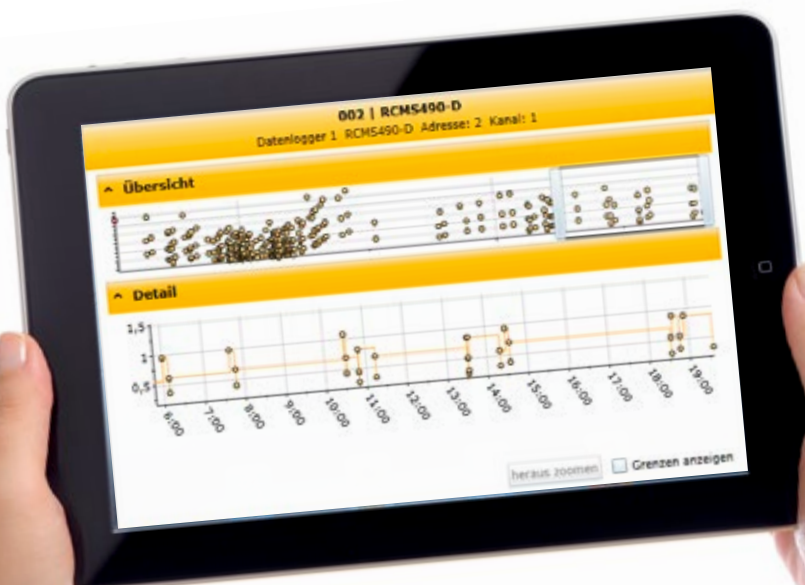 002 | RCMS490-D
Datenlogger 1 RCMS490-D Adresse: 2 Kanal: 1
Übersicht
Detail
1,5
1
0,5
6:00 7:00 8:00 9:00 10:00 11:00 12:00 13:00 14:00 15:00 16:00 17:00 18:00 19:00
heraus zoomen Grenzen anzeigen